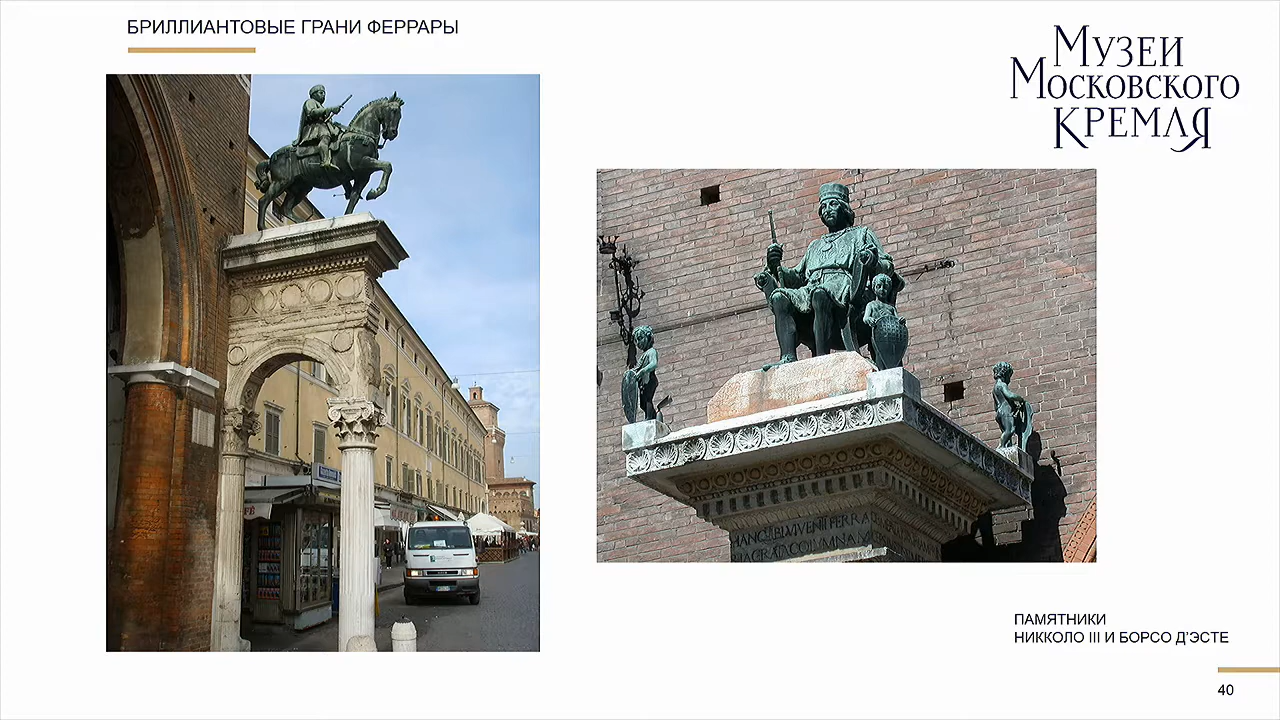 БРИЛЛИАНТОВЫЕ ГРАНИ ФЕРРАРЫ
Музеи
Московского
Кремля
ПАМЯТНИКИ
НИККОЛО III И БОРСО Д'ЭСТЕ
40